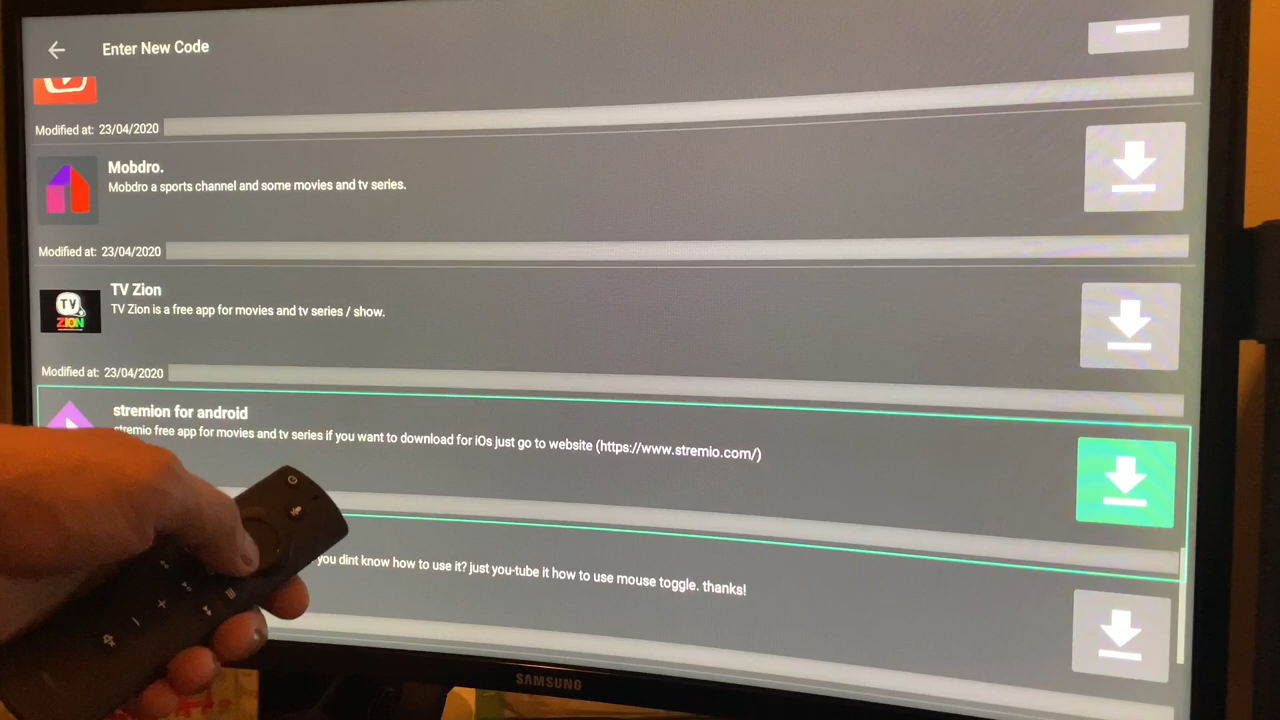 Enter New Code
Modified at: 23/04/2020
Mobdro.
Mobdro a sports channel and some movies and tv series.
Modified at: 23/04/2020
TV
ZION
TV Zion
TV Zion is a free app for movies and tv series / show.
Modified at: 23/04/2020
stremion for android
stremio free app for movies and tv series if you want to download for iOs just go to website (https://www.stremio.com/)
you dint know how to use it? just you-tube it how to use mouse toggle. thanks!
SAMSUNG